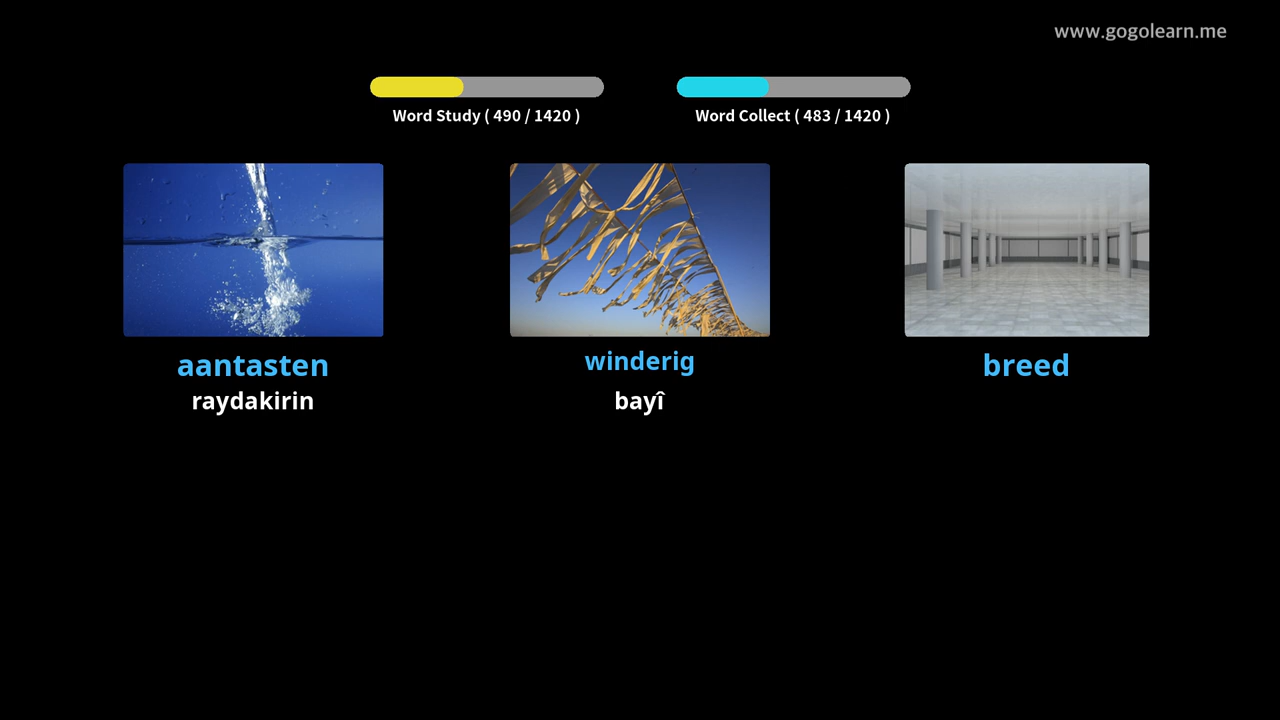 www.gogolearn.me
Word Study ( 490 / 1420 )
Word Collect ( 483 / 1420 )
aantasten
raydakirin
winderig
bayî
breed